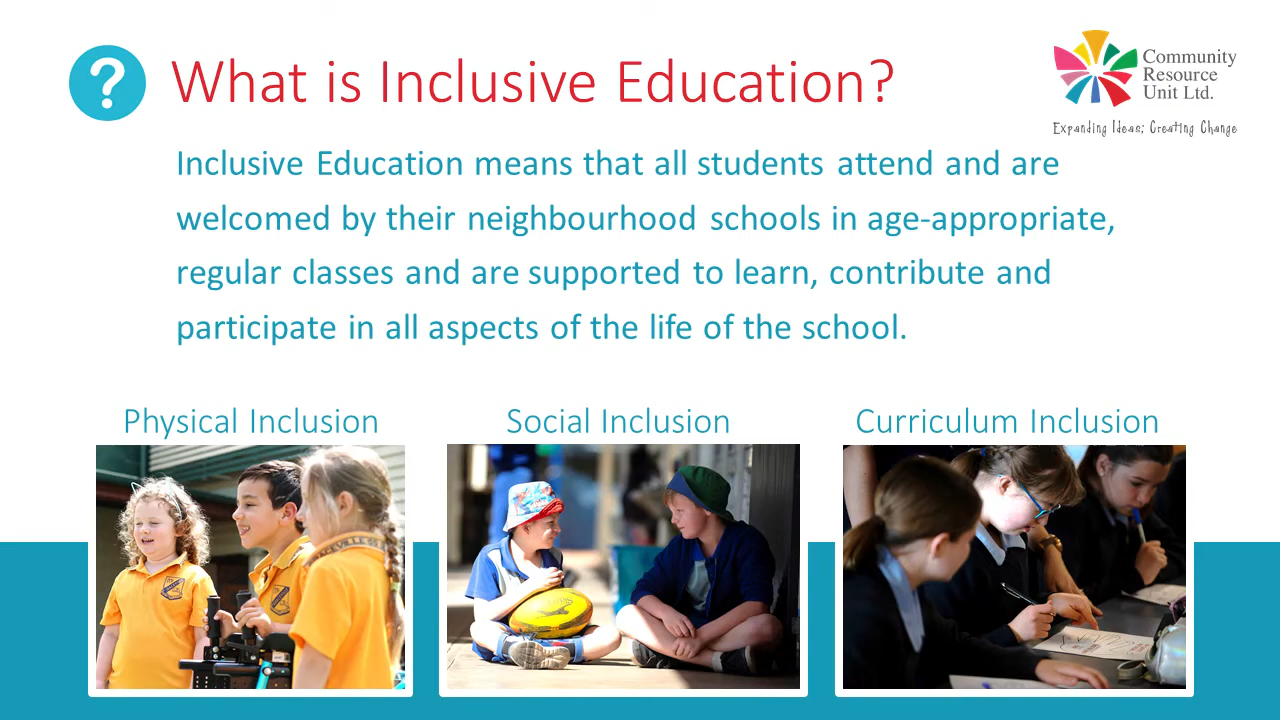 ? What is Inclusive Education?
Community
Resource
Unit Ltd.
Expanding Ideas; Creating Change
Inclusive Education means that all students attend and are
welcomed by their neighbourhood schools in age-appropriate,
regular classes and are supported to learn, contribute and
participate in all aspects of the life of the school.
Physical Inclusion
Social Inclusion
Curriculum Inclusion